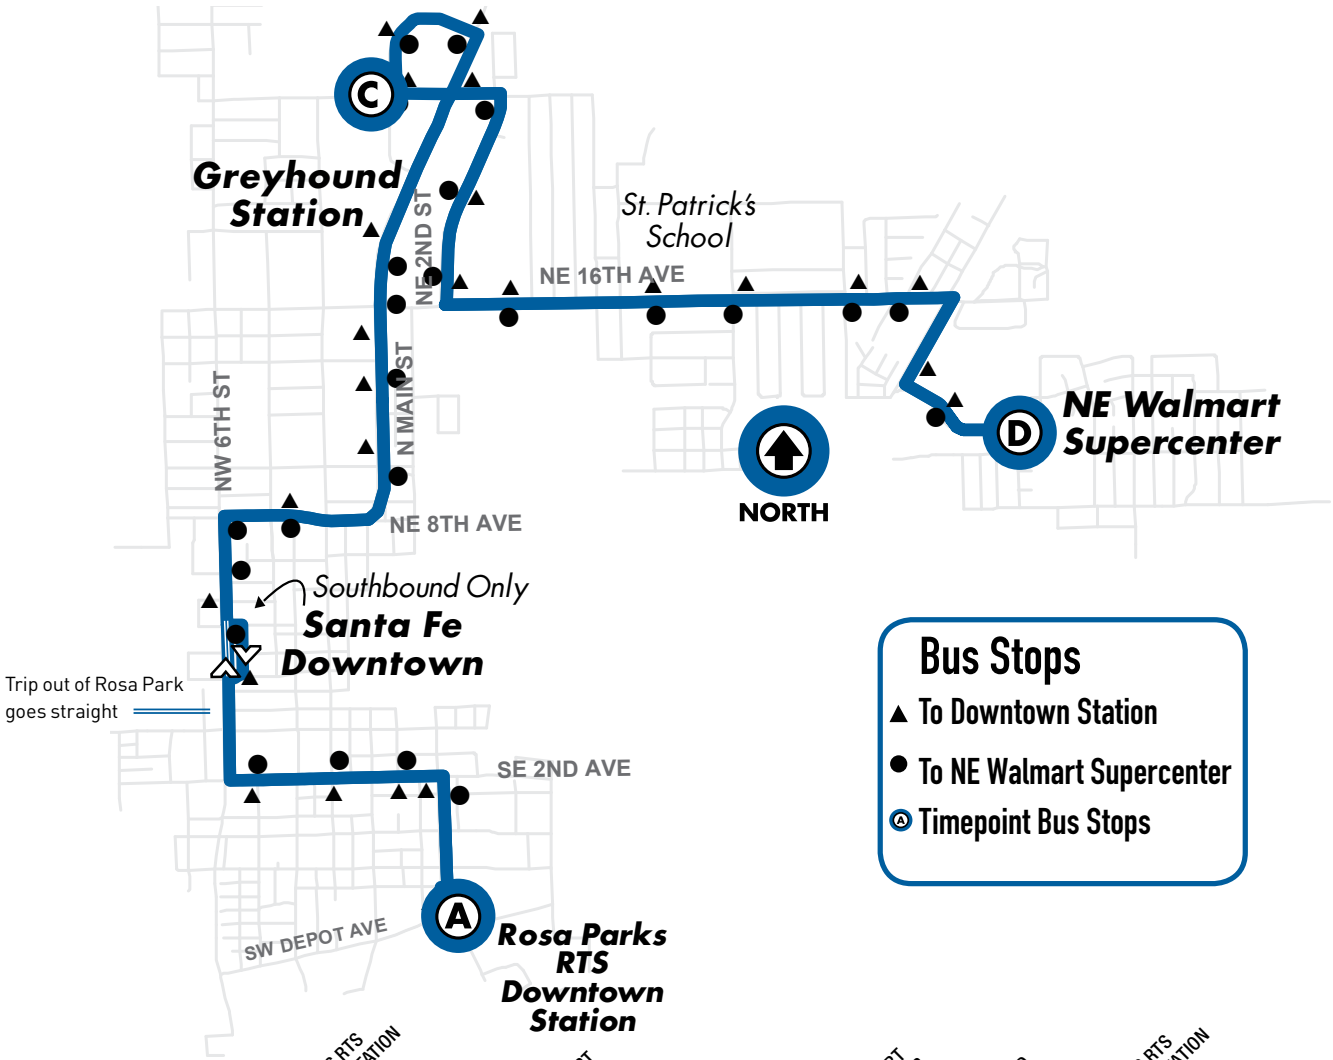 C
Greyhound
Station
NE 2ND ST
St. Patrick's
School
NE 16TH AVE
N MAIN ST
NW 6TH ST
D
NE Walmart
Supercenter
NORTH
NE 8TH AVE
Southbound Only
Santa Fe
Downtown
Trip out of Rosa Park
goes straight
SE 2ND AVE
Bus Stops
To Downtown Station
To NE Walmart Supercenter
A Timepoint Bus Stops
SW DEPOT AVE
A
Rosa Parks
RTS
Downtown
Station
RTS
RTS